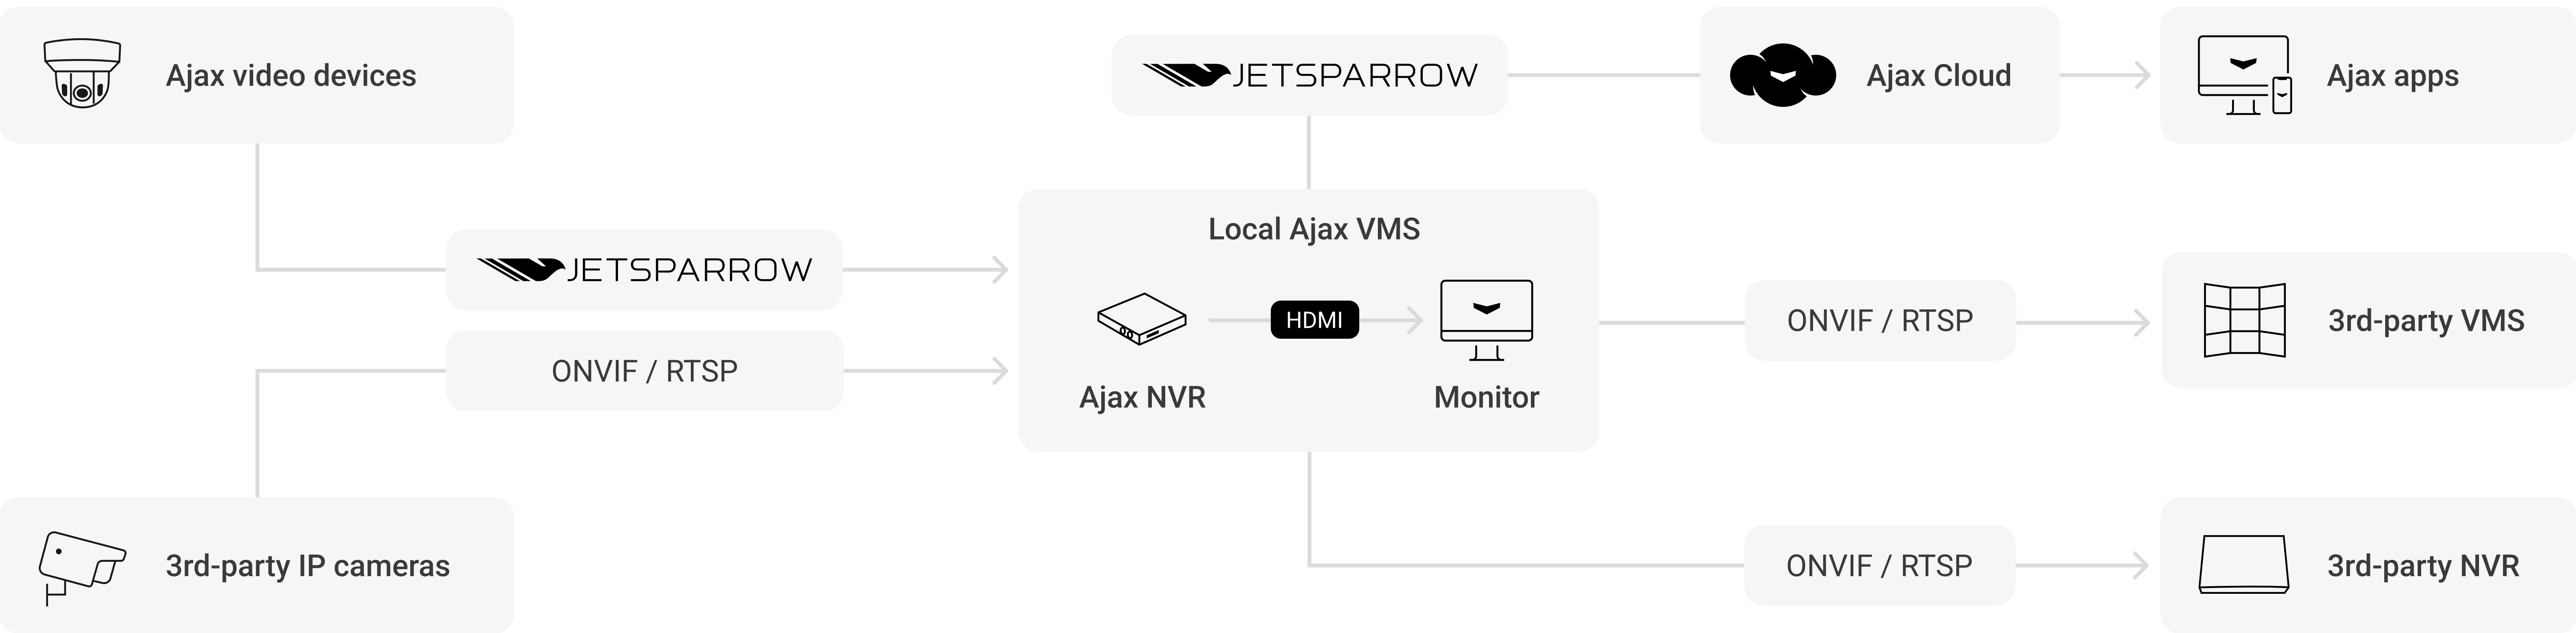 Ajax video devices
JETSPARROW
Ajax Cloud
Ajax apps
JETSPARROW
Local Ajax VMS
HDMI
Ajax NVR
Monitor
ONVIF / RTSP
3rd-party VMS
ONVIF / RTSP
3rd-party IP cameras
ONVIF / RTSP
3rd-party NVR